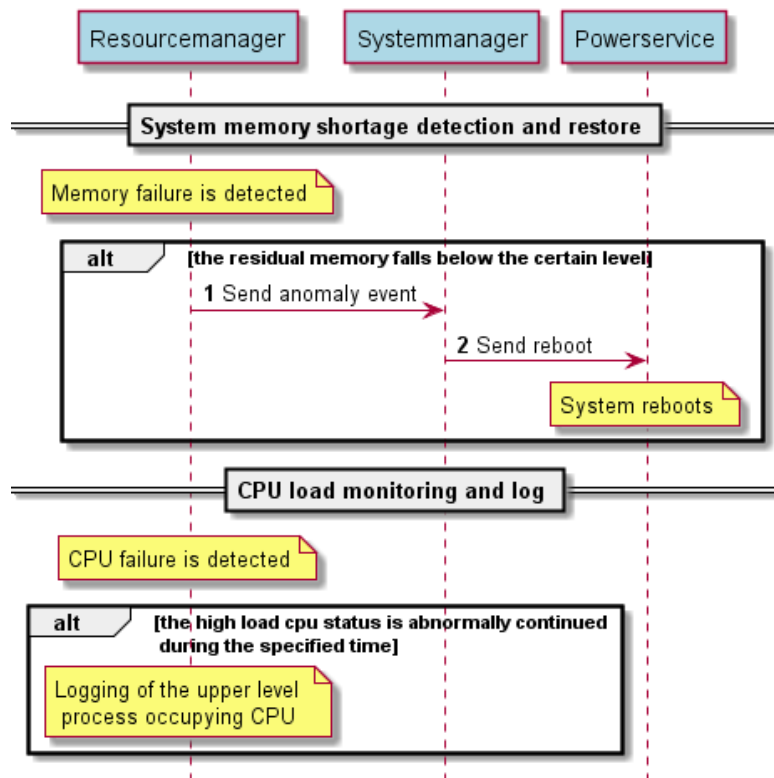 Resourcemanager
Systemmanager
Powerservice
System memory shortage detection and restore
Memory failure is detected
alt
[the residual memory falls below the certain level]
1 Send anomaly event
2 Send reboot
System reboots
CPU load monitoring and log
CPU failure is detected
alt
[the high load cpu status is abnormally continued
during the specified time]
Logging of the upper level
process occupying CPU